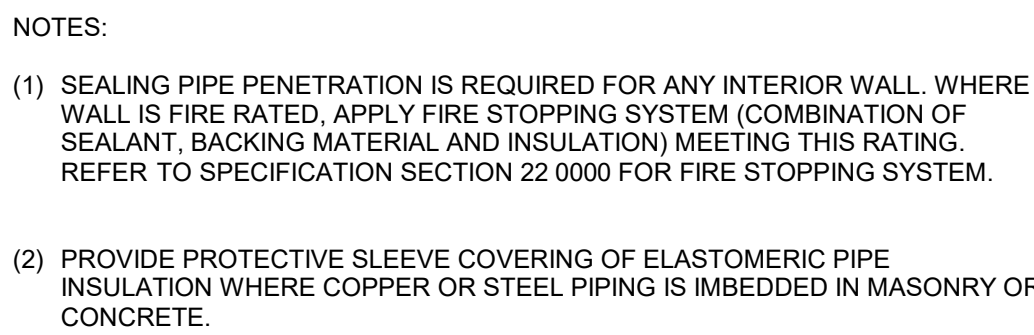 NOTES:
(1) SEALING PIPE PENETRATION IS REQUIRED FOR ANY INTERIOR WALL. WHERE
WALL IS FIRE RATED, APPLY FIRE STOPPING SYSTEM (COMBINATION OF
SEALANT, BACKING MATERIAL AND INSULATION) MEETING THIS RATING.
REFER TO SPECIFICATION SECTION 22 0000 FOR FIRE STOPPING SYSTEM.
(2) PROVIDE PROTECTIVE SLEEVE COVERING OF ELASTOMERIC PIPE
INSULATION WHERE COPPER OR STEEL PIPING IS IMBEDDED IN MASONRY OR
CONCRETE.